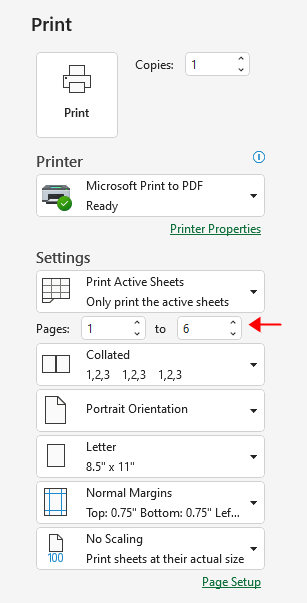 Print
Copies: 1
Print
Printer
Microsoft Print to PDF
Ready
Printer Properties
Settings
Print Active Sheets
Only print the active sheets
Pages: 1 to 6
Collated
1,2,3 1,2,3 1,2,3
Portrait Orientation
Letter
8.5" x 11"
Normal Margins
Top: 0.75" Bottom: 0.75" Lef...
No Scaling
100 Print sheets at their actual size
Page Setup